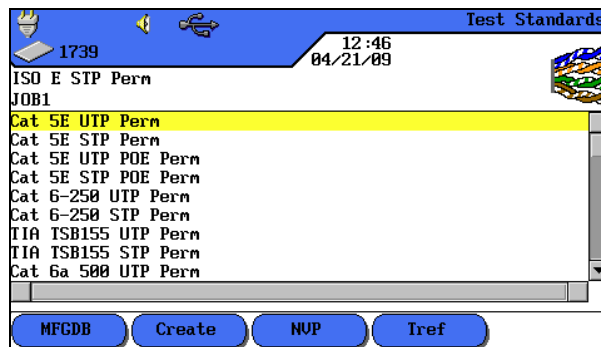 Test Standards
1739
12:46
04/21/09
ISO E STP Perm
JOB1
Cat 5E UTP Perm
Cat 5E STP Perm
Cat 5E UTP POE Perm
Cat 5E STP POE Perm
Cat 6-250 UTP Perm
Cat 6-250 STP Perm
TIA TSB155 UTP Perm
TIA TSB155 STP Perm
Cat 6a 500 UTP Perm
MFGDB Create NVP Tref